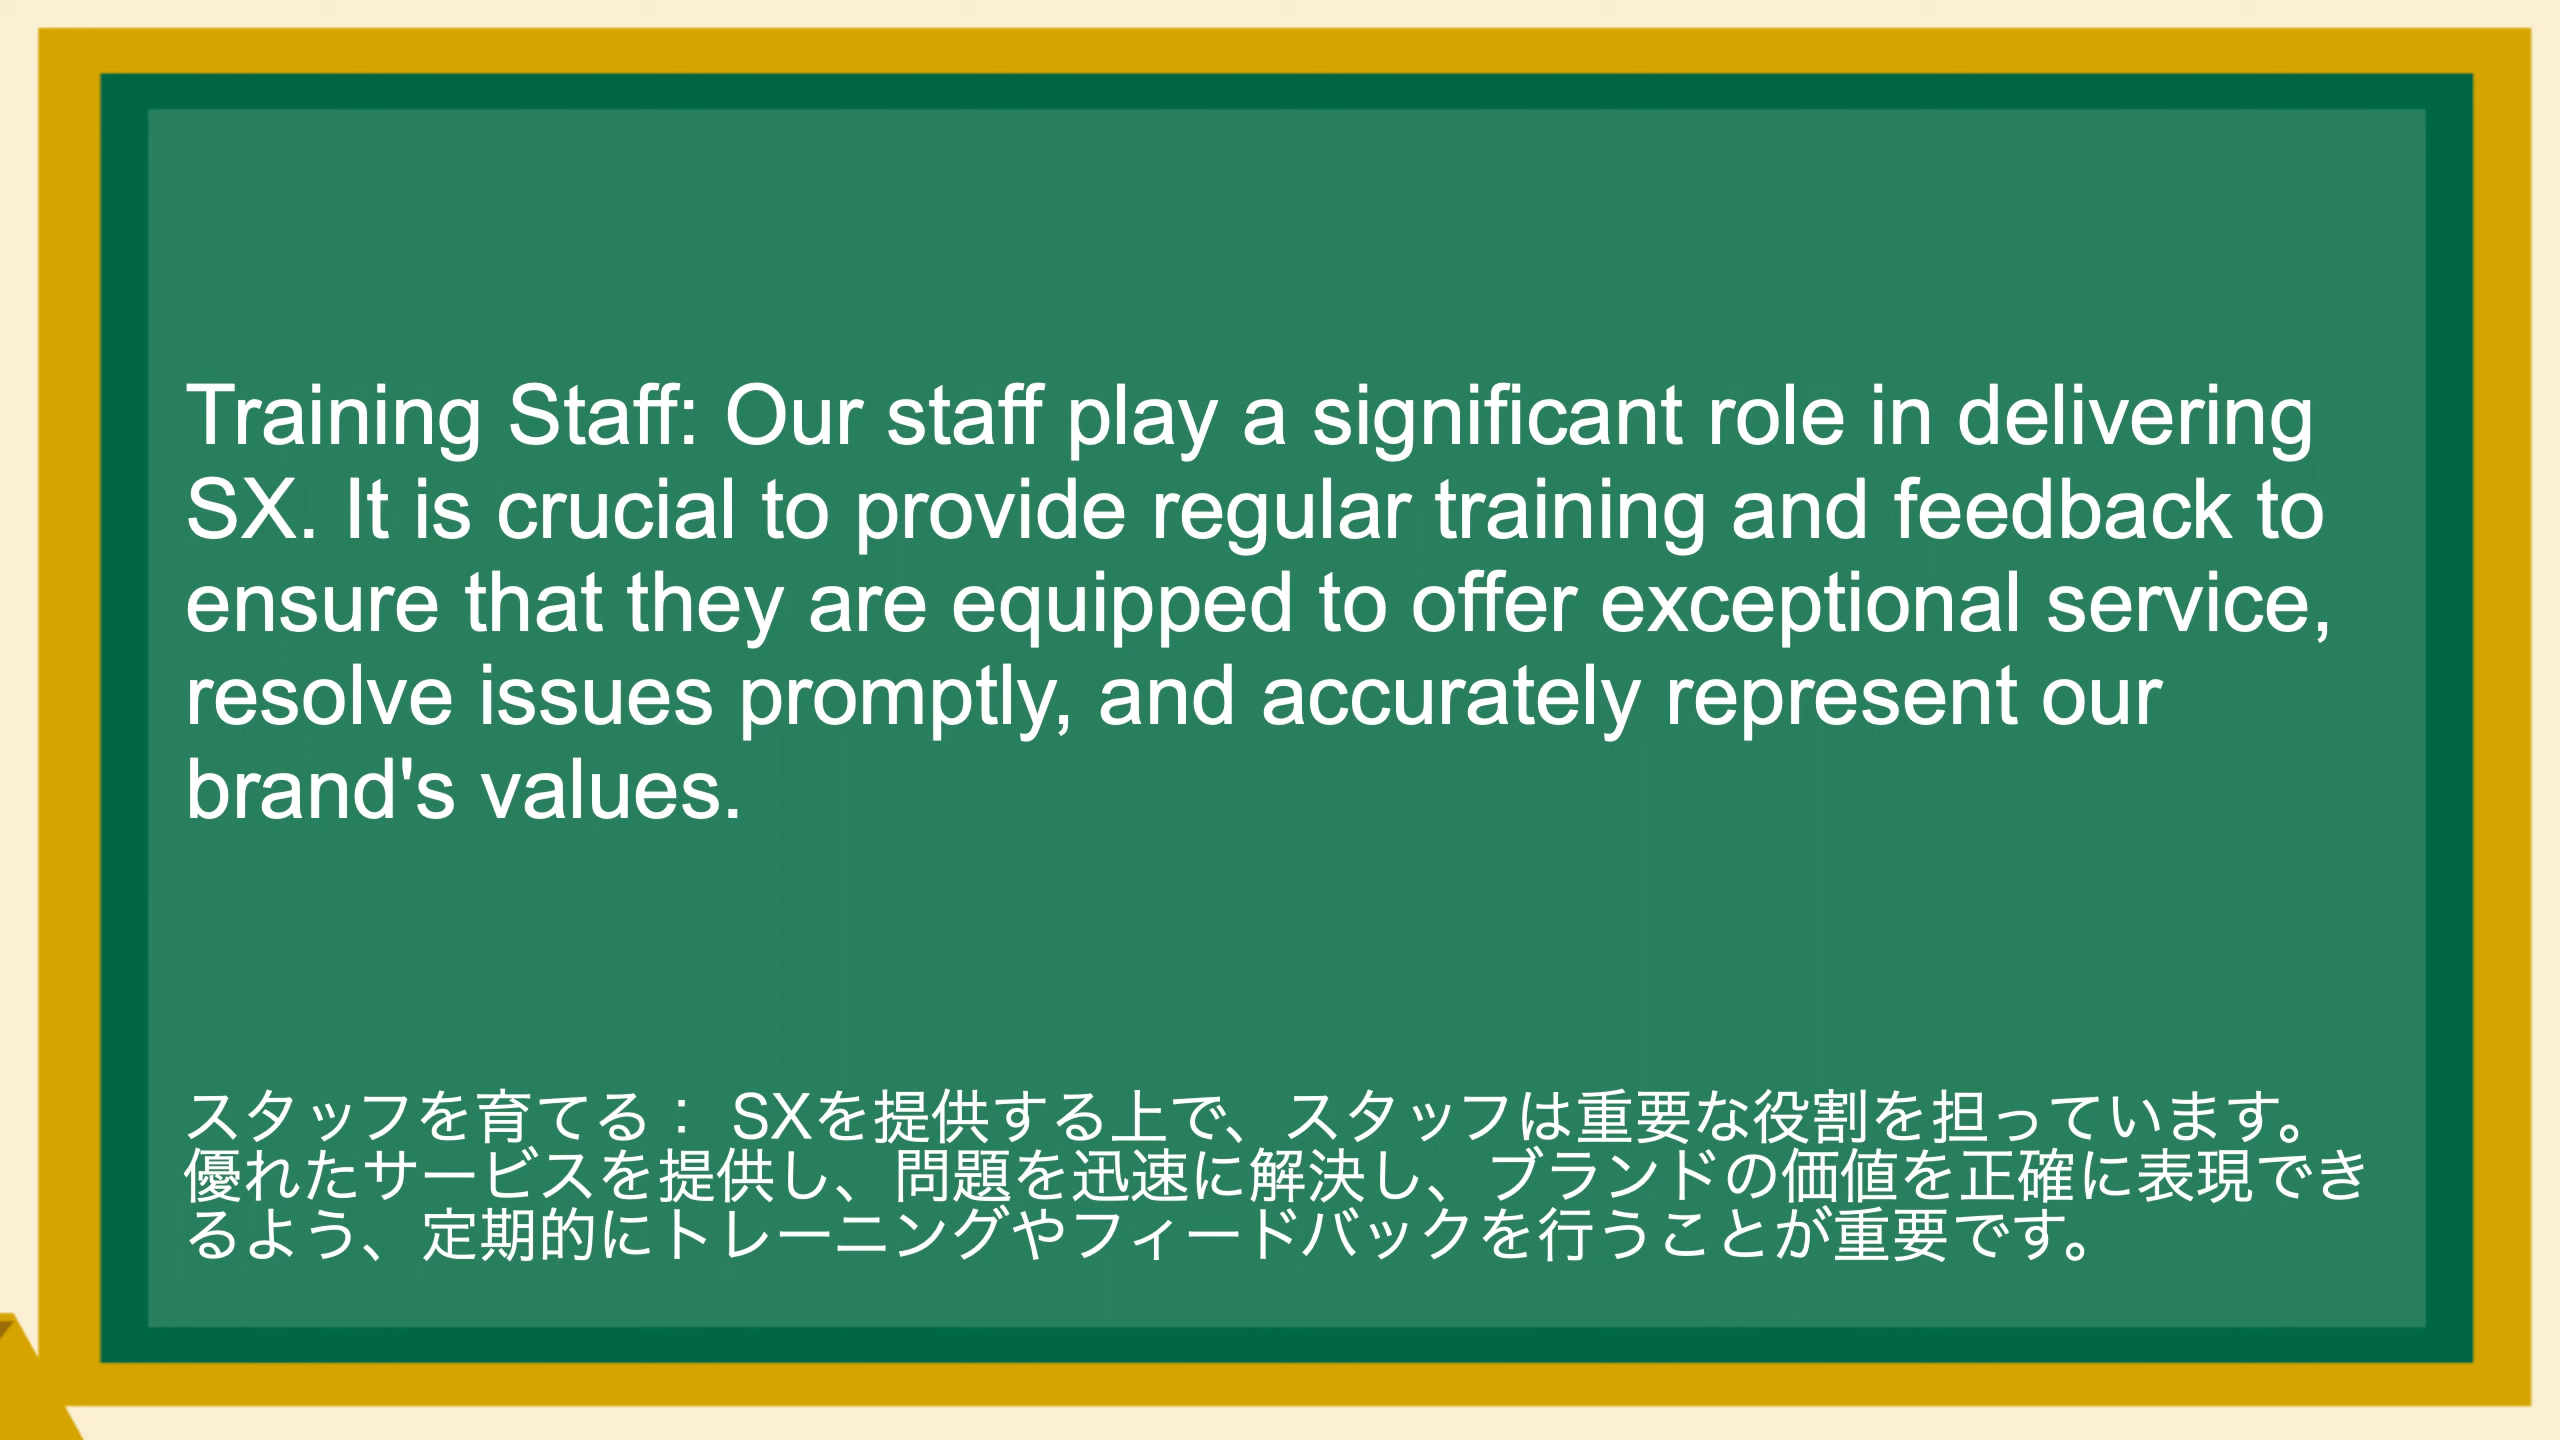 Training Staff: Our staff play a significant role in delivering
SX. It is crucial to provide regular training and feedback to
ensure that they are equipped to offer exceptional service,
resolve issues promptly, and accurately represent our
brand's values.
スタッフを育てる： SXを提供する上で、スタッフは重要な役割を担っています。
優れたサービスを提供し、問題を迅速に解決し、ブランドの価値を正確に表現でき
るよう、定期的にトレーニングやフィードバックを行うことが重要です。